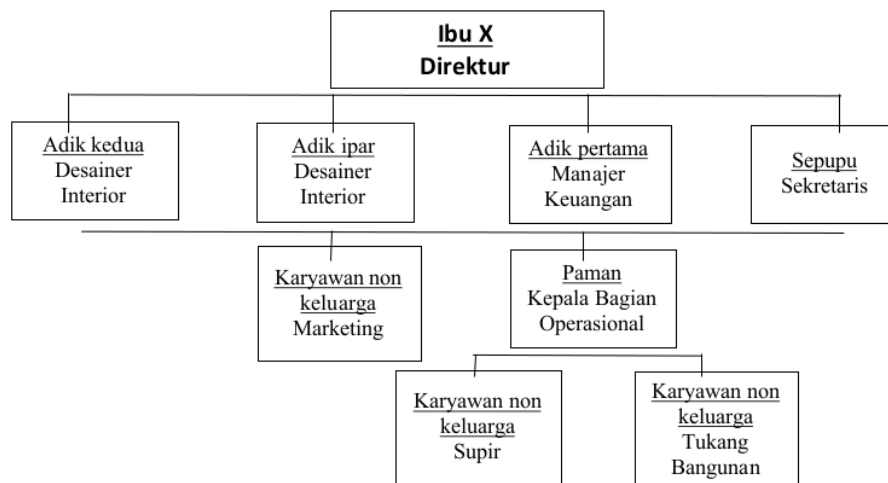 Ibu X
Direktur
Adik kedua
Desainer
Interior
Adik ipar
Desainer
Interior
Adik pertama
Manajer
Keuangan
Sepupu
Sekretaris
Karyawan non
keluarga
Marketing
Paman
Kepala Bagian
Operasional
Karyawan non
keluarga
Supir
Karyawan non
keluarga
Tukang
Bangunan